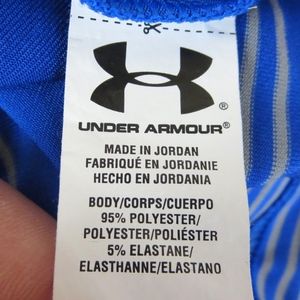 UNDER ARMOUR®
MADE IN JORDAN
FABRIQUÉ EN JORDANIE
HECHO EN JORDANIA
BODY/CORPS/CUERPO
95% POLYESTER/
POLYESTER/POLIÉSTER
5% ELASTANE/
ELASTHANNE/ELASTANO